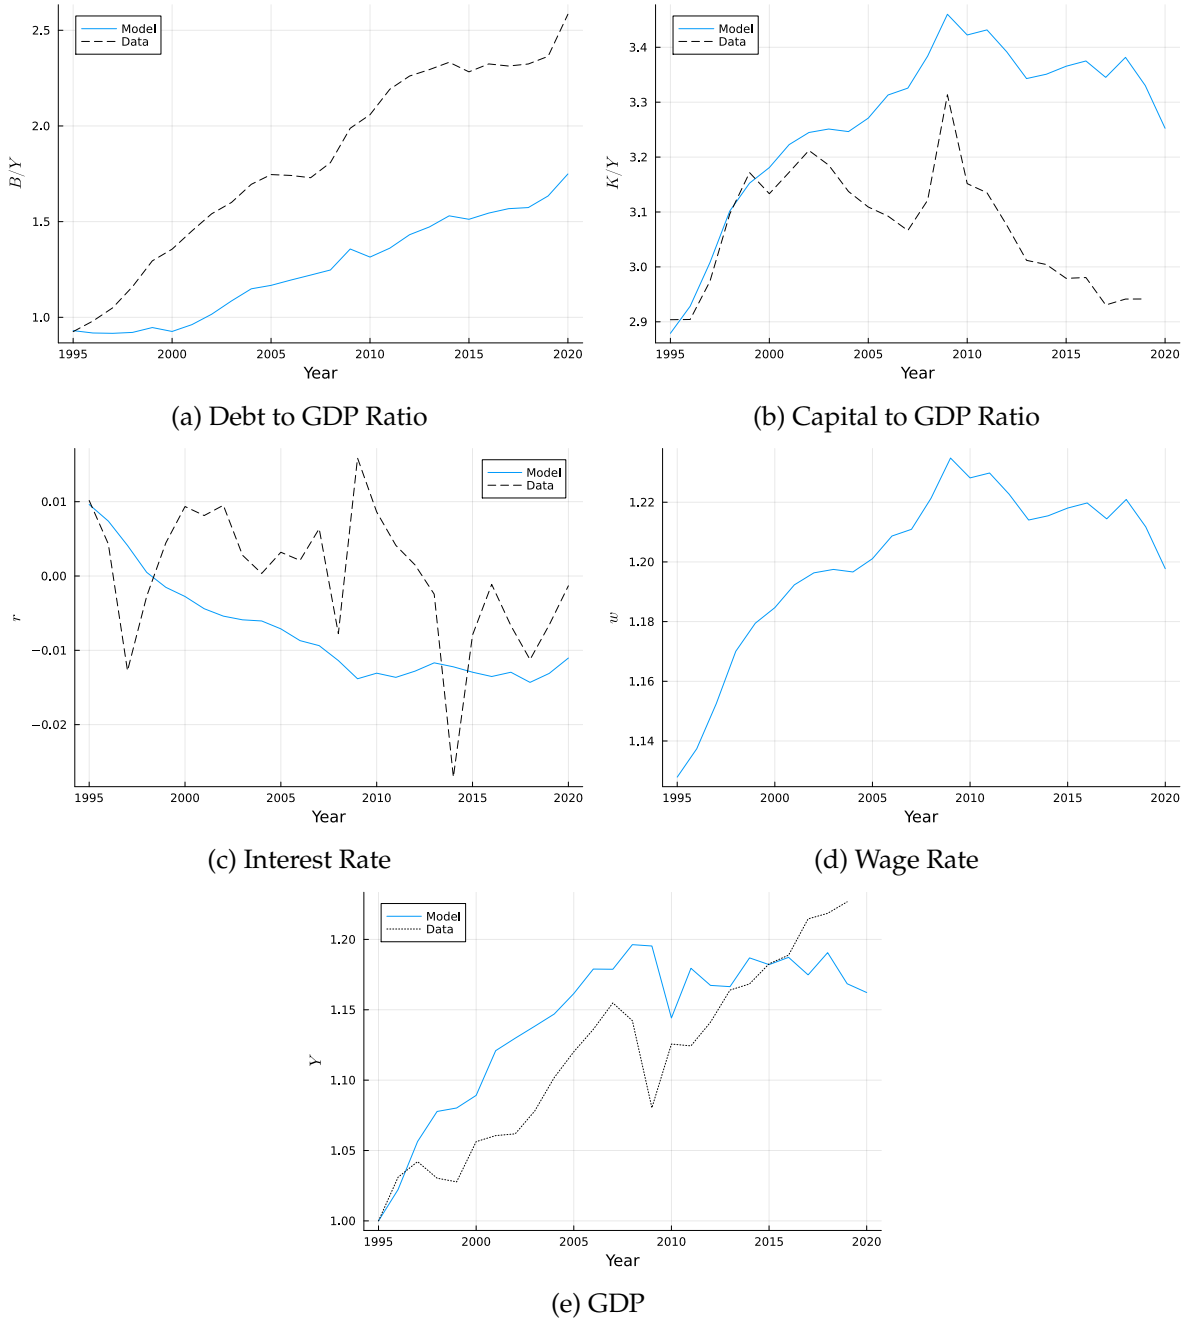 Model
Data
2.5
2.0
1.5
1.0
B/Y
1995 2000 2005 2010 2015 2020
Year
(a) Debt to GDP Ratio
Model
Data
3.4
3.3
3.2
3.1
3.0
2.9
K/Y
1995 2000 2005 2010 2015 2020
Year
(b) Capital to GDP Ratio
Model
Data
0.01
0.00
−0.01
−0.02
r
1995 2000 2005 2010 2015 2020
Year
(c) Interest Rate
1.22
1.20
1.18
1.16
1.14
w
1995 2000 2005 2010 2015 2020
Year
(d) Wage Rate
Model
Data
1.20
1.15
1.10
1.05
1.00
Y
1995 2000 2005 2010 2015 2020
Year
(e) GDP